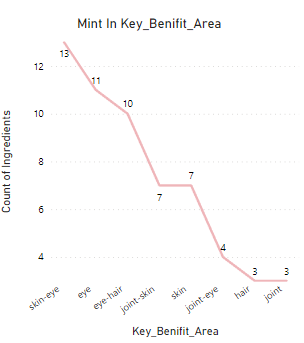 Mint In Key_Benifit_Area
Count of Ingredients
12
10
8
6
4
13
11
10
7
7
4
3
3
skin-eye
eye
eye-hair
joint-skin
skin
joint-eye
hair
joint
Key_Benifit_Area